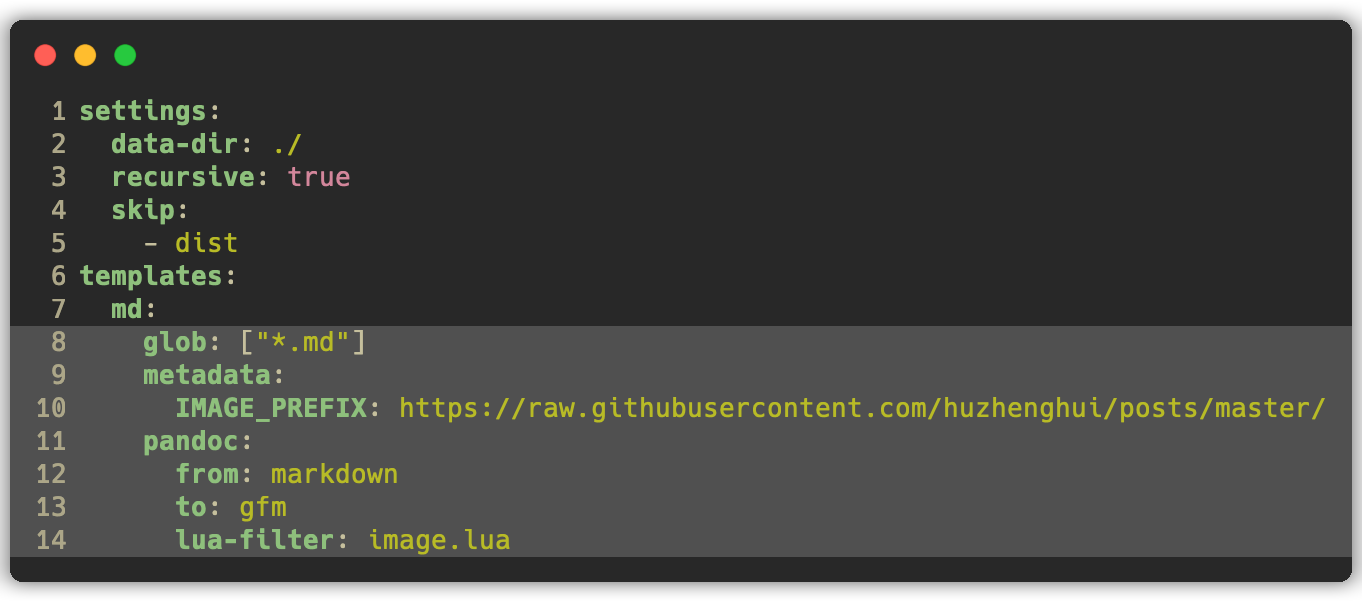 1 settings:
2   data-dir: ./
3   recursive: true
4   skip:
5     - dist
6 templates:
7   md:
8     glob: ["*.md"]
9     metadata:
10       IMAGE_PREFIX: https://raw.githubusercontent.com/huzhenghui/posts/master/
11     pandoc:
12       from: markdown
13       to: gfm
14       lua-filter: image.lua